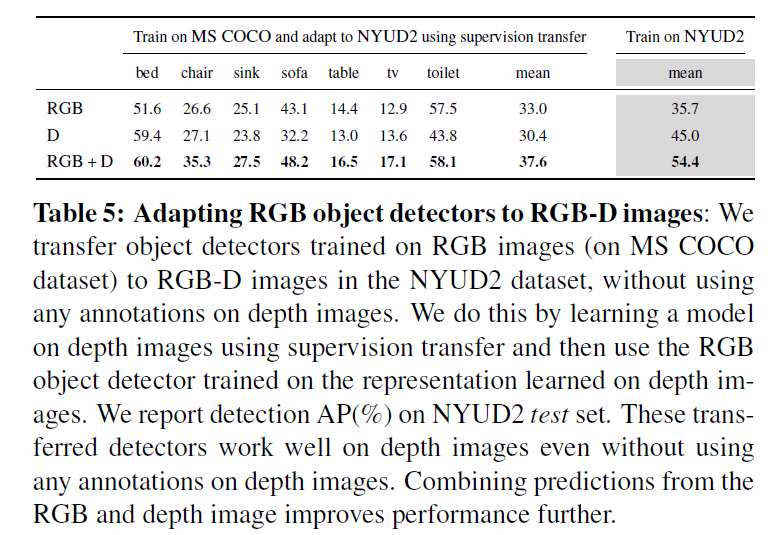 Train on MS COCO and adapt to NYUD2 using supervision transfer Train on NYUD2
bed chair sink sofa table tv toilet mean mean
RGB 51.6 26.6 25.1 43.1 14.4 12.9 57.5 33.0 35.7
D 59.4 27.1 23.8 32.2 13.0 13.6 43.8 30.4 45.0
RGB + D 60.2 35.3 27.5 48.2 16.5 17.1 58.1 37.6 54.4
Table 5: Adapting RGB object detectors to RGB-D images: We
transfer object detectors trained on RGB images (on MS COCO
dataset) to RGB-D images in the NYUD2 dataset, without using
any annotations on depth images. We do this by learning a model
on depth images using supervision transfer and then use the RGB
object detector trained on the representation learned on depth im-
ages. We report detection AP(%) on NYUD2 test set. These trans-
ferred detectors work well on depth images even without using
any annotations on depth images. Combining predictions from the
RGB and depth image improves performance further.